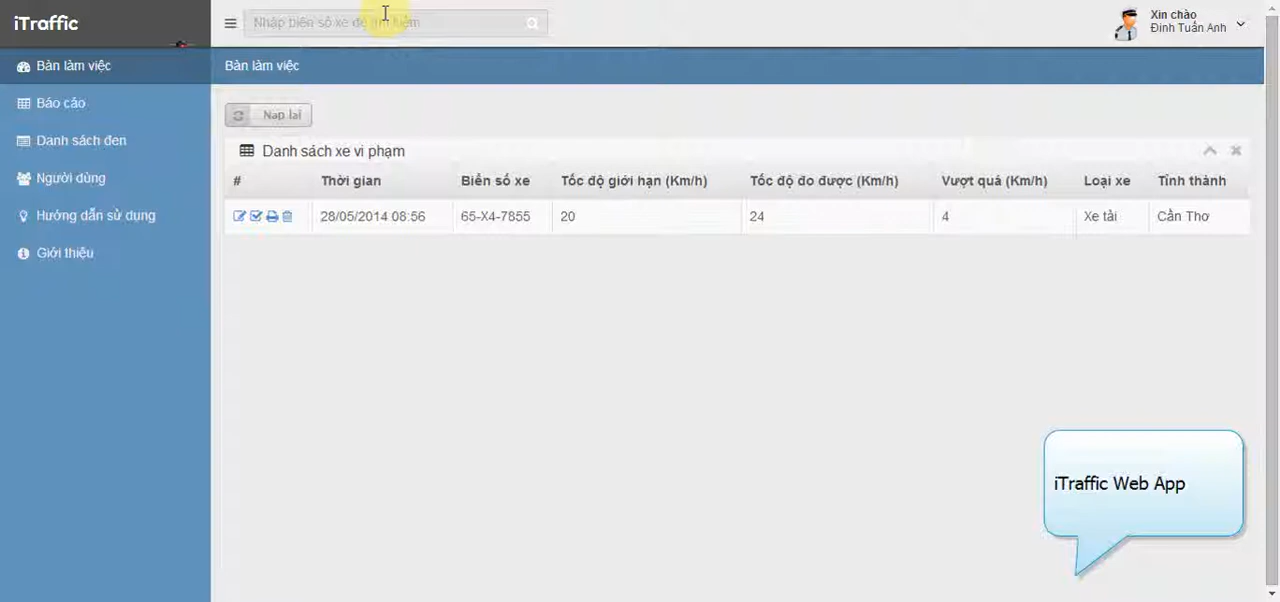 iTraffic
Nhập biển số xe để tìm kiếm
Xin chào
Đinh Tuấn Anh
Bàn làm việc
Báo cáo
Danh sách đen
Người dùng
Hướng dẫn sử dụng
Giới thiệu
Bàn làm việc
Nạp lại
Danh sách xe vi phạm
# Thời gian Biển số xe Tốc độ giới hạn (Km/h) Tốc độ đo được (Km/h) Vượt quá (Km/h) Loại xe Tỉnh thành
28/05/2014 08:56 65-X4-7855 20 24 4 Xe tải Cần Thơ
iTraffic Web App